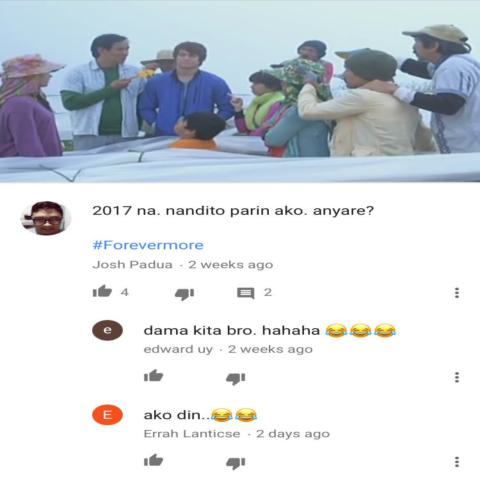 2017 na. nandito parin ako. anyare?
#Forevermore
Josh Padua · 2 weeks ago
4 2
e
dama kita bro. hahaha 😂😂😂
edward uy · 2 weeks ago
E
ako din..😂😂
Errah Lanticse · 2 days ago